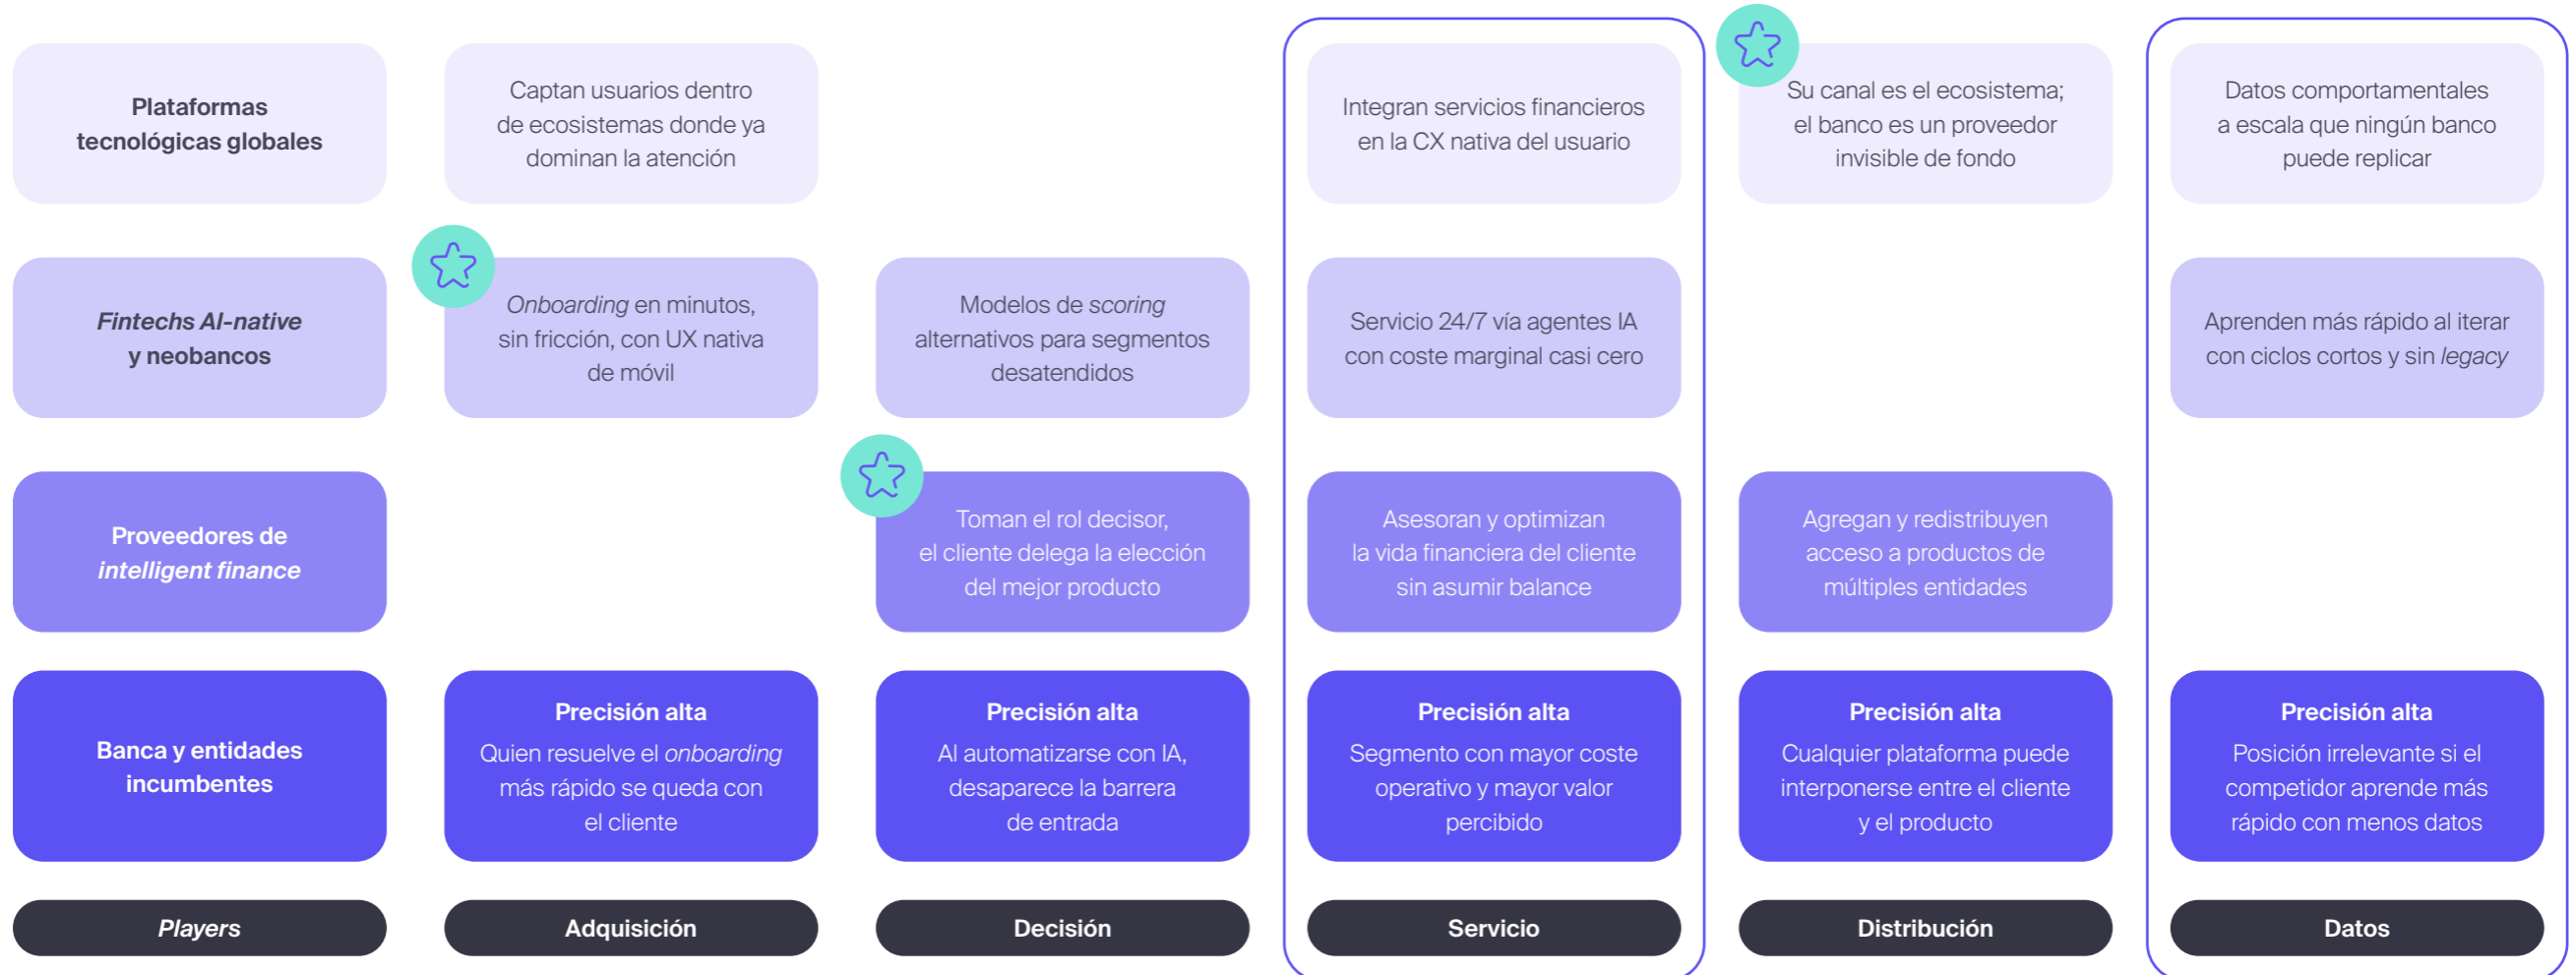 Plataformas
tecnológicas globales
Captan usuarios dentro
de ecosistemas donde ya
dominan la atención
Integran servicios financieros
en la CX nativa del usuario
Su canal es el ecosistema;
el banco es un proveedor
invisible de fondo
Datos comportamentales
a escala que ningún banco
puede replicar
Fintechs AI-native
y neobancos
Onboarding en minutos,
sin fricción, con UX nativa
de móvil
Modelos de scoring
alternativos para segmentos
desatendidos
Servicio 24/7 vía agentes IA
con coste marginal casi cero
Aprenden más rápido al iterar
con ciclos cortos y sin legacy
Proveedores de
intelligent finance
Toman el rol decisor,
el cliente delega la elección
del mejor producto
Asesoran y optimizan
la vida financiera del cliente
sin asumir balance
Agregan y redistribuyen
acceso a productos de
múltiples entidades
Banca y entidades
incumbentes
Precisión alta
Quien resuelve el onboarding
más rápido se queda con
el cliente
Precisión alta
Al automatizarse con IA,
desaparece la barrera
de entrada
Precisión alta
Segmento con mayor coste
operativo y mayor valor
percibido
Precisión alta
Cualquier plataforma puede
interponerse entre el cliente
y el producto
Precisión alta
Posición irrelevante si el
competidor aprende más
rápido con menos datos
Players
Adquisición
Decisión
Servicio
Distribución
Datos